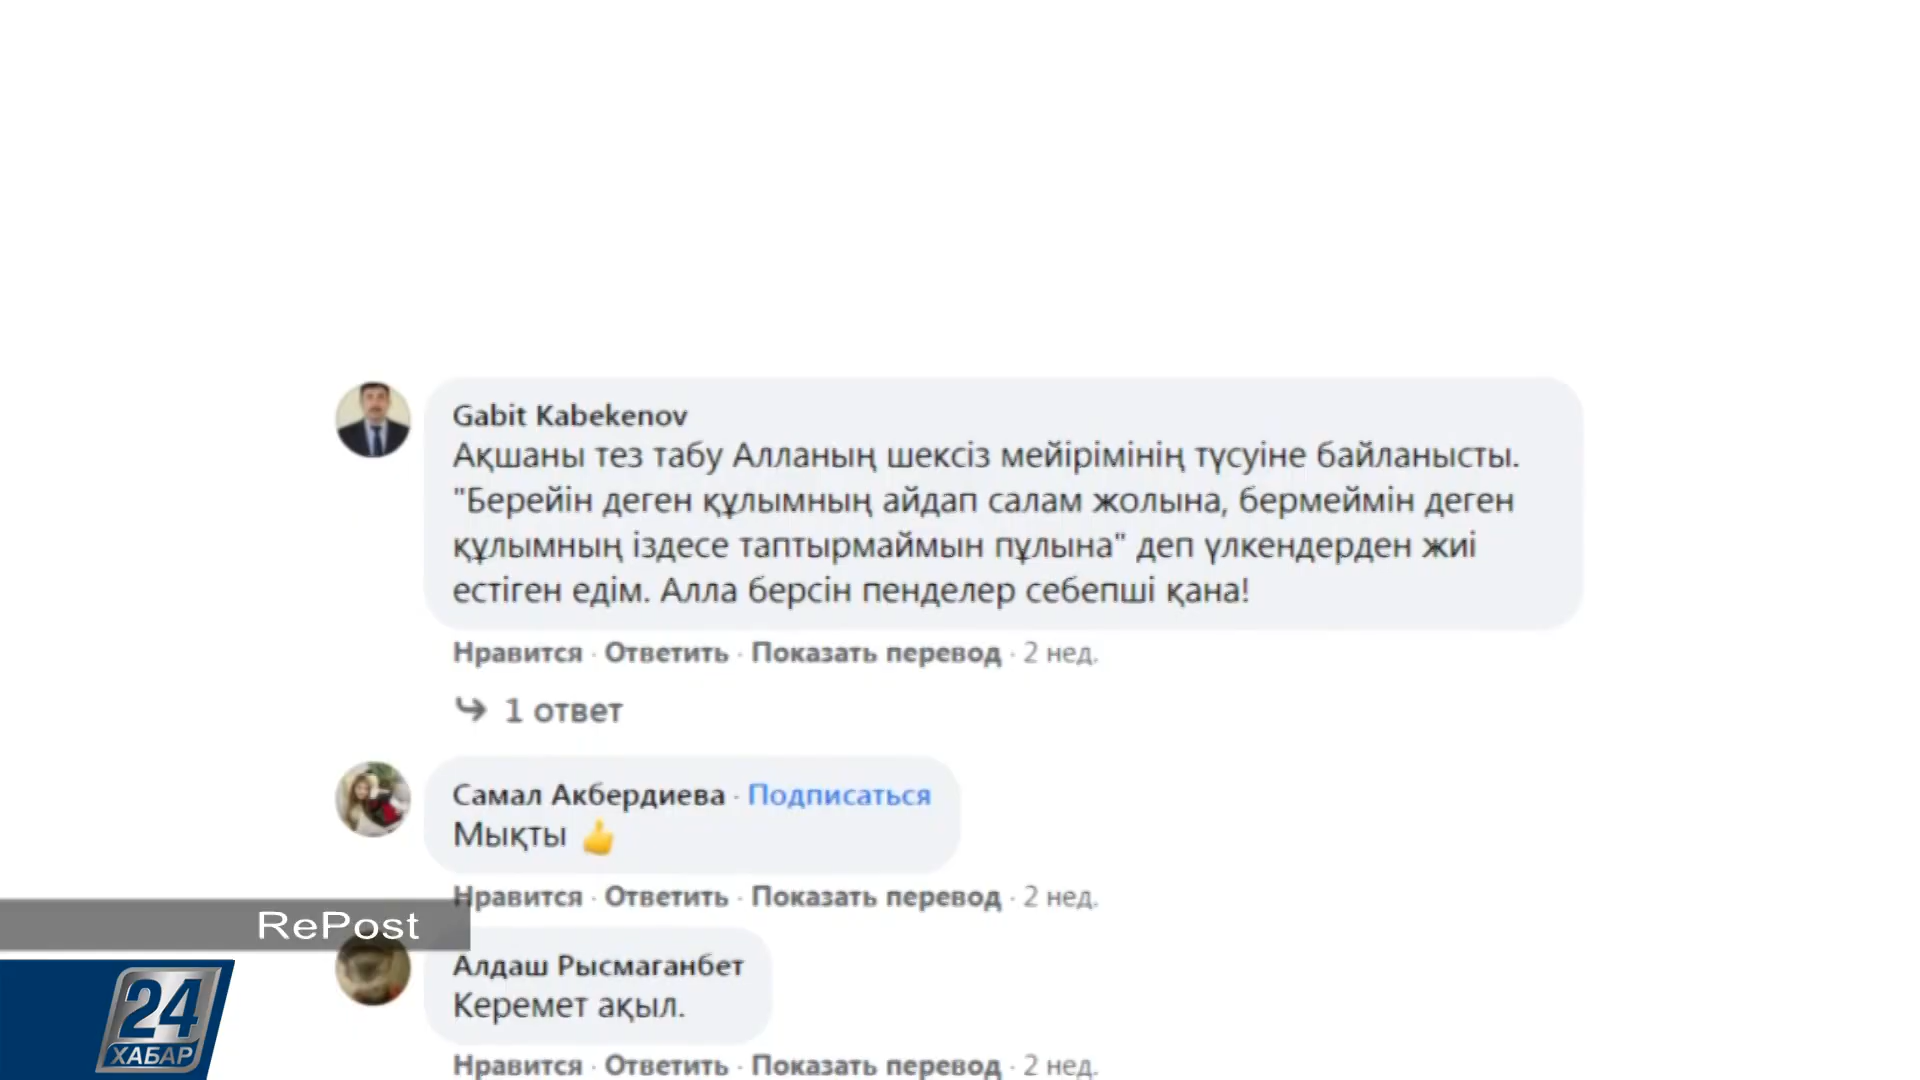 Gabit Kabekenov
Ақшаны тез табу Алланың шексіз мейірімінің түсуіне байланысты.
"Берейін деген құлымның айдап салам жолына, бермеймін деген
құлымның іздесе таптырмаймын пұлына" деп үлкендерден жиі
естіген едім. Алла берсін пенделер себепші қана!
Нравится · Ответить · Показать перевод · 2 нед.
1 ответ
Самал Акбердиева · Подписаться
Мықты 👍
Нравится · Ответить · Показать перевод · 2 нед.
RePost
Алдаш Рысмаганбет
Керемет ақыл.
Нравится · Ответить · Показать перевод · 2 нед.
24
ХАБАР